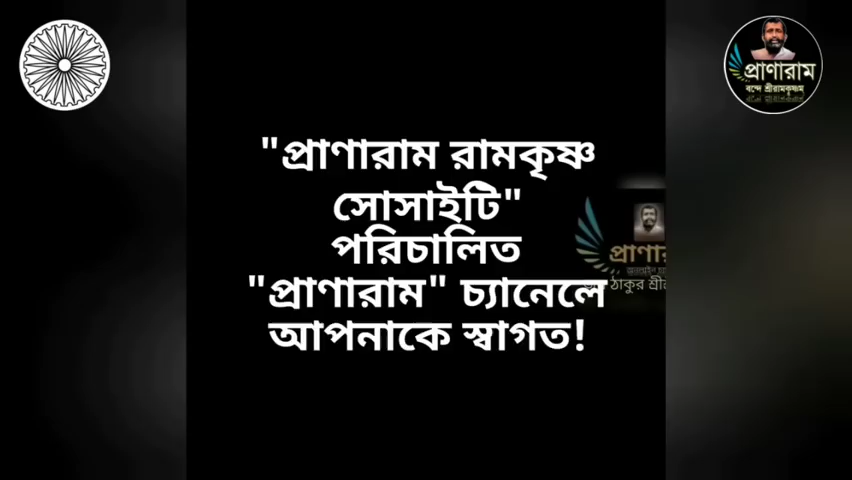 "প্রাণারাম রামকৃষ্ণ
সোসাইটি"
পরিচালিত
"প্রাণারাম" চ্যানেলে
আপনাকে স্বাগত!
প্রাণারাম
বন্দে শ্রীরামকৃষ্ণম্
ঠাকুর